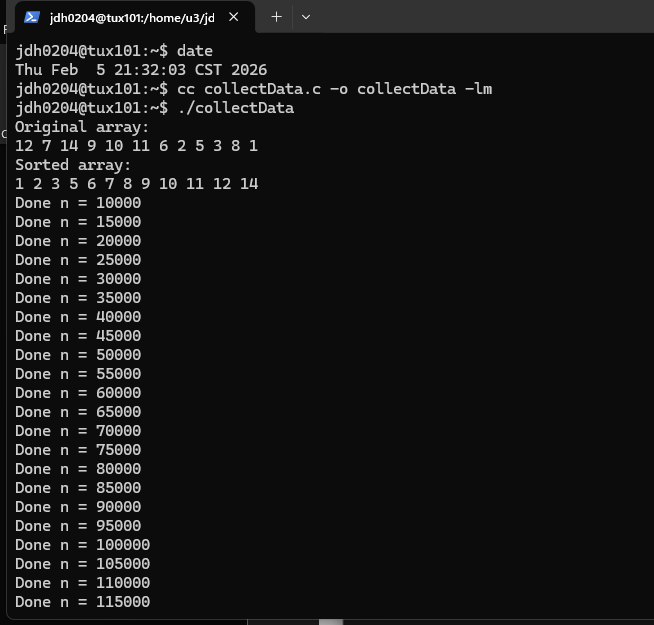 jdh0204@tux101:/home/u3/jd
jdh0204@tux101:~$ date
Thu Feb  5 21:32:03 CST 2026
jdh0204@tux101:~$ cc collectData.c -o collectData -lm
jdh0204@tux101:~$ ./collectData
Original array:
12 7 14 9 10 11 6 2 5 3 8 1
Sorted array:
1 2 3 5 6 7 8 9 10 11 12 14
Done n = 10000
Done n = 15000
Done n = 20000
Done n = 25000
Done n = 30000
Done n = 35000
Done n = 40000
Done n = 45000
Done n = 50000
Done n = 55000
Done n = 60000
Done n = 65000
Done n = 70000
Done n = 75000
Done n = 80000
Done n = 85000
Done n = 90000
Done n = 95000
Done n = 100000
Done n = 105000
Done n = 110000
Done n = 115000